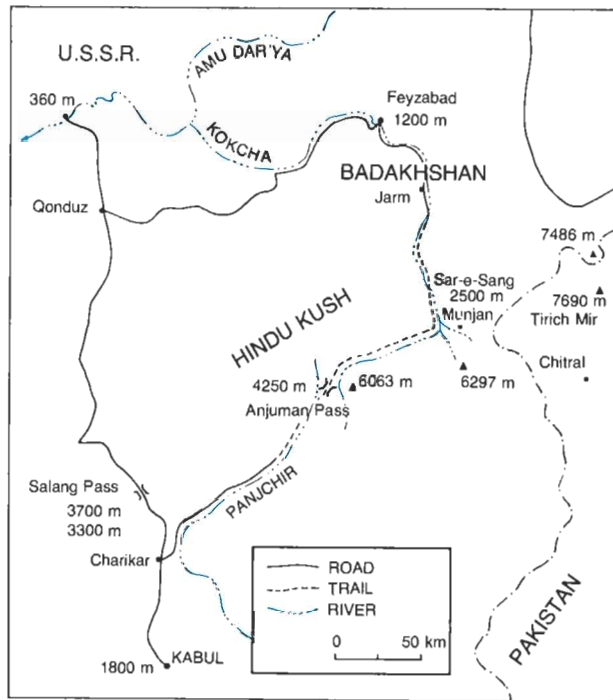 U.S.S.R.
AMU DAR'YA
360 m
KOKCHA
Feyzabad
1200 m
BADAKHSHAN
Jarm
Qonduz
7486 m
Sar-e-Sang
2500 m
Munjan
7690 m
Tirich Mir
HINDU KUSH
Chitral
4250 m
6063 m
6297 m
Anjuman Pass
Salang Pass
3700 m
3300 m
PANJCHIR
Charikar
ROAD
TRAIL
RIVER
0 50 km
PAKISTAN
1800 m
KABUL